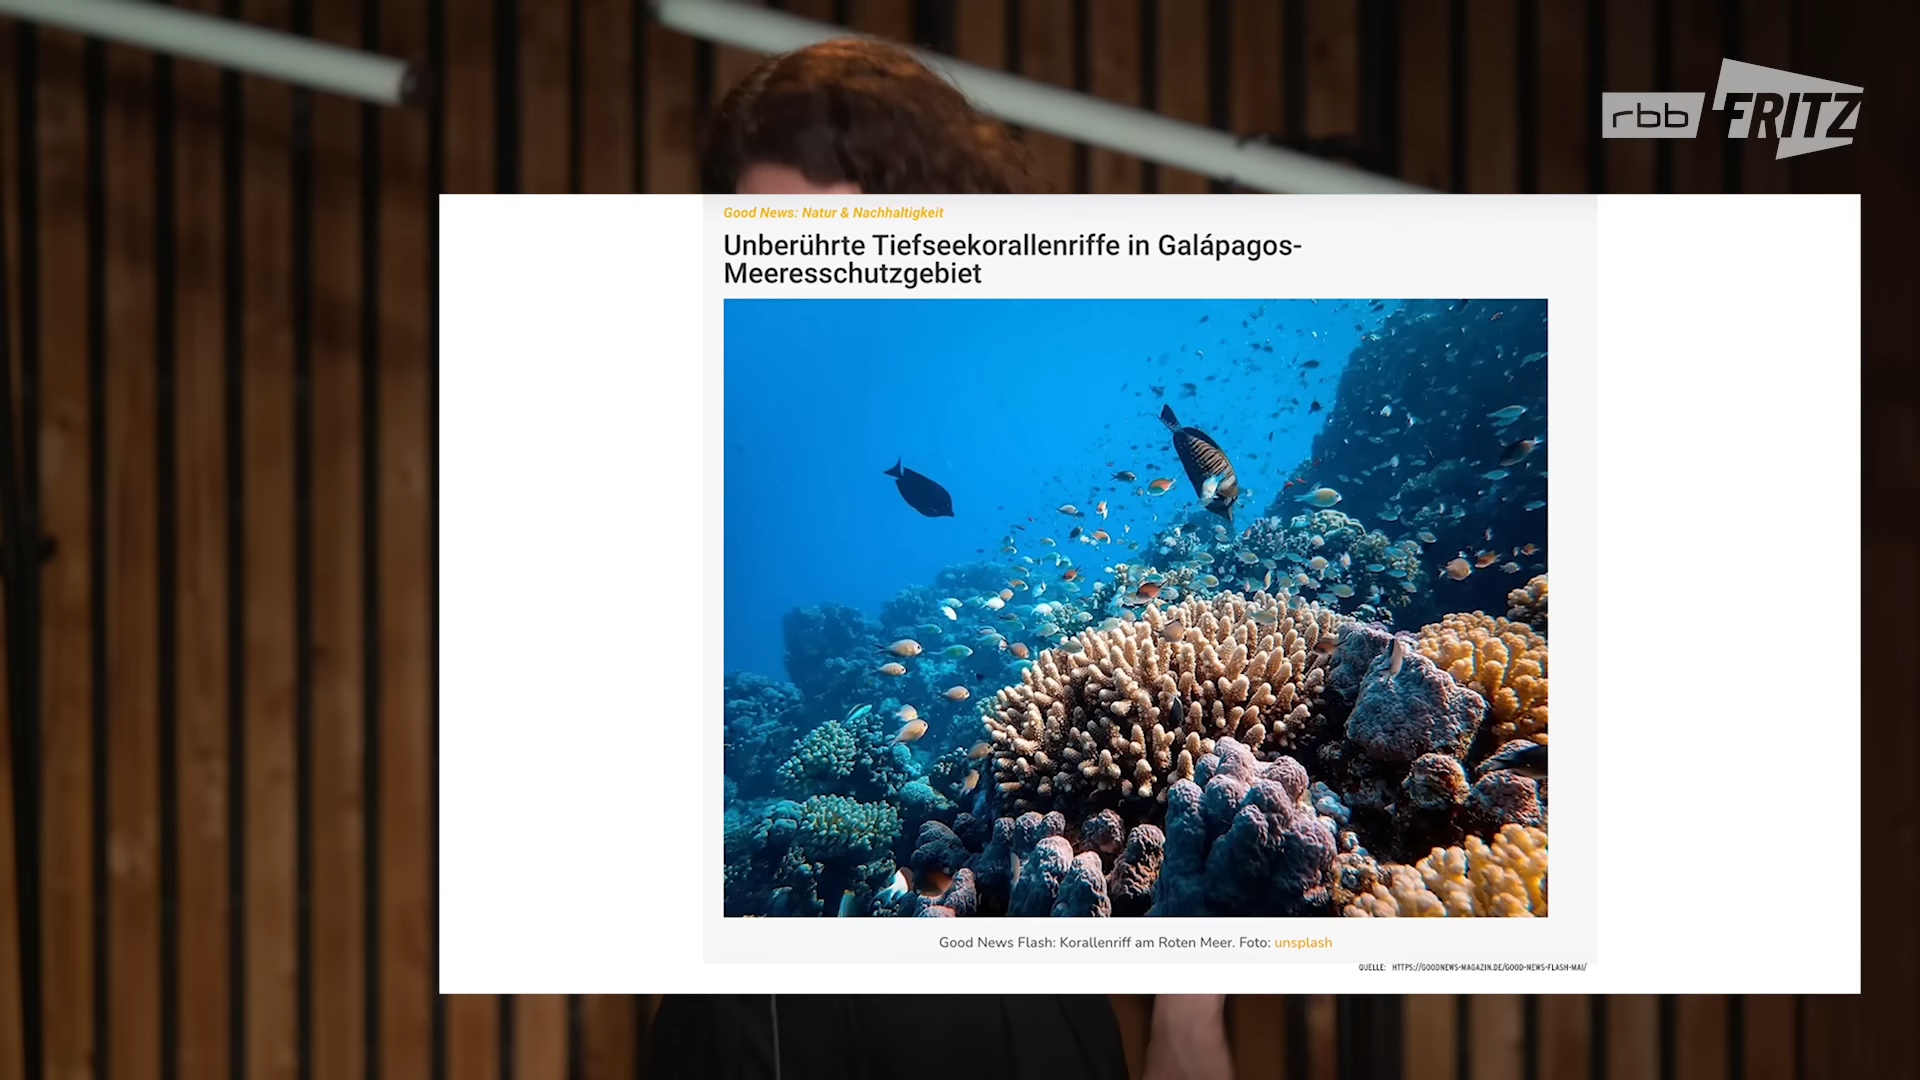 rbb FRITZ
Good News: Natur & Nachhaltigkeit
Unberührte Tiefseekorallenriffe in Galápagos-
Meeresschutzgebiet
Good News Flash: Korallenriff am Roten Meer. Foto: unsplash
QUELLE: HTTPS://GOODNEWS-MAGAZIN.DE/GOOD-NEWS-FLASH-MAI/